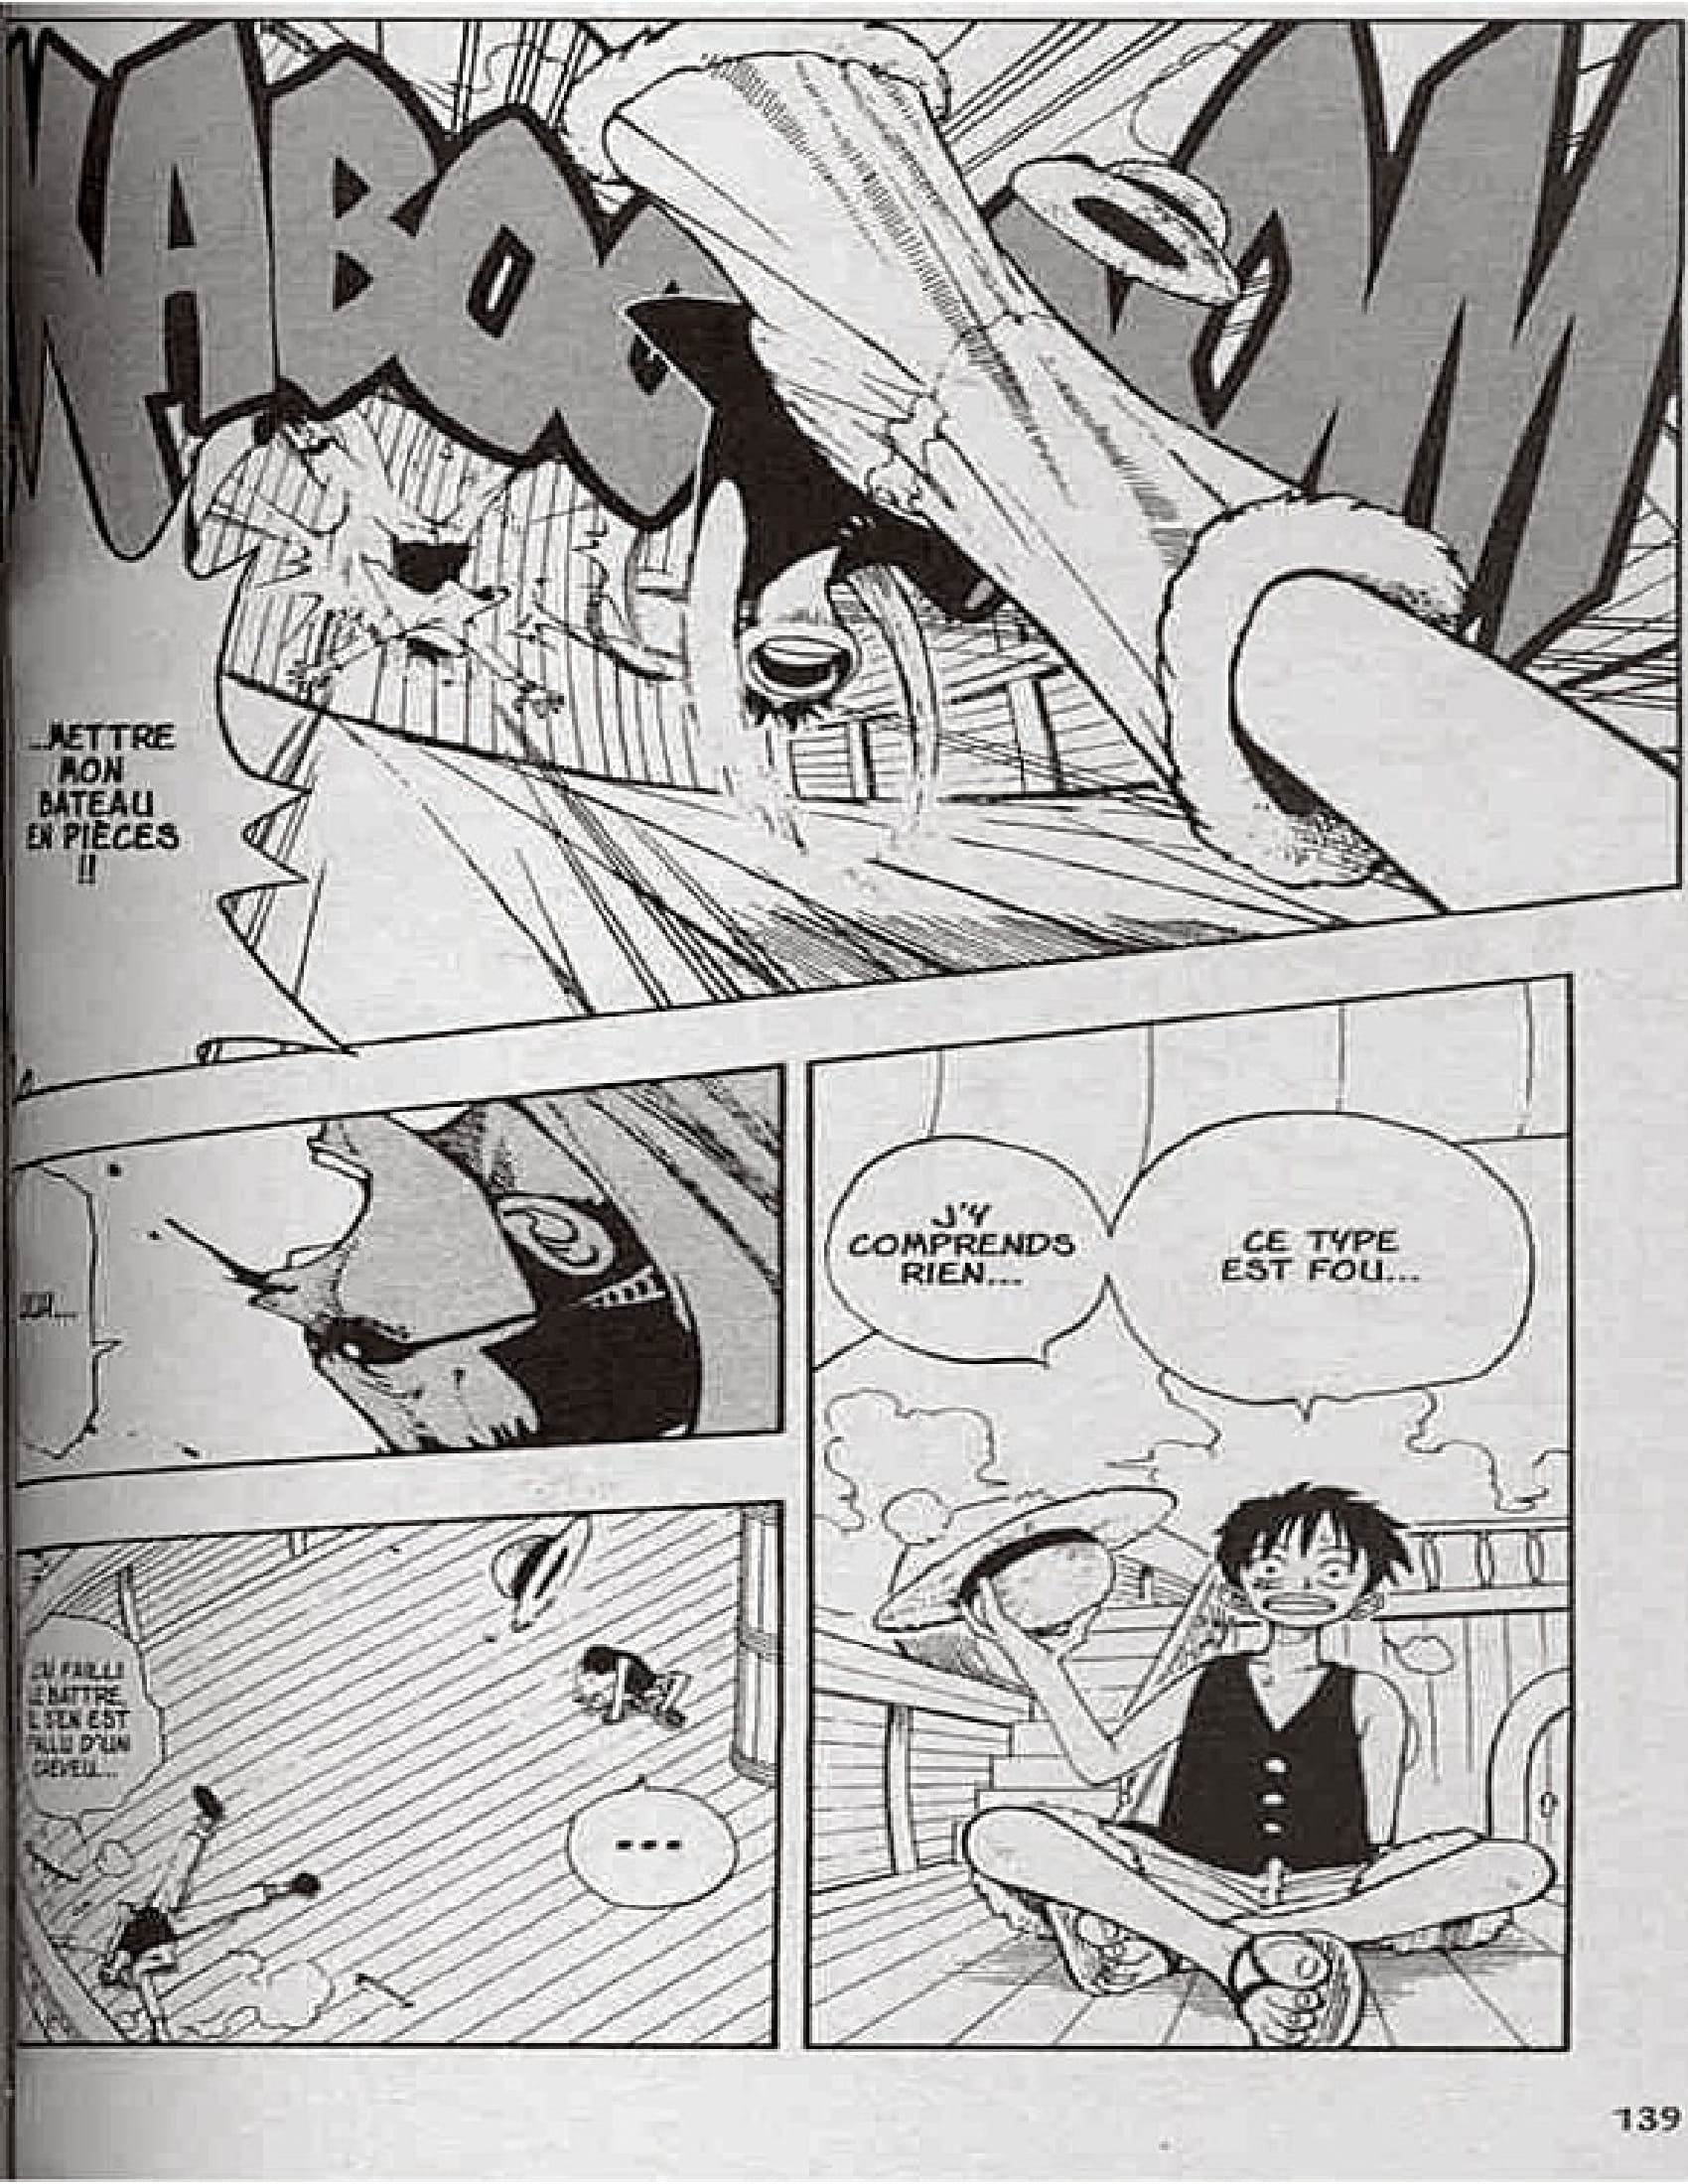 ...METTRE
MON
BATEAU
EN PIÈCES
!!
CE TYPE
EST FOU...
J'Y
COMPRENDS
RIEN...
J'AI FAILLI
LE BATTRE,
IL S'EN EST
FALLU D'UN
CHEVEU...
...
139